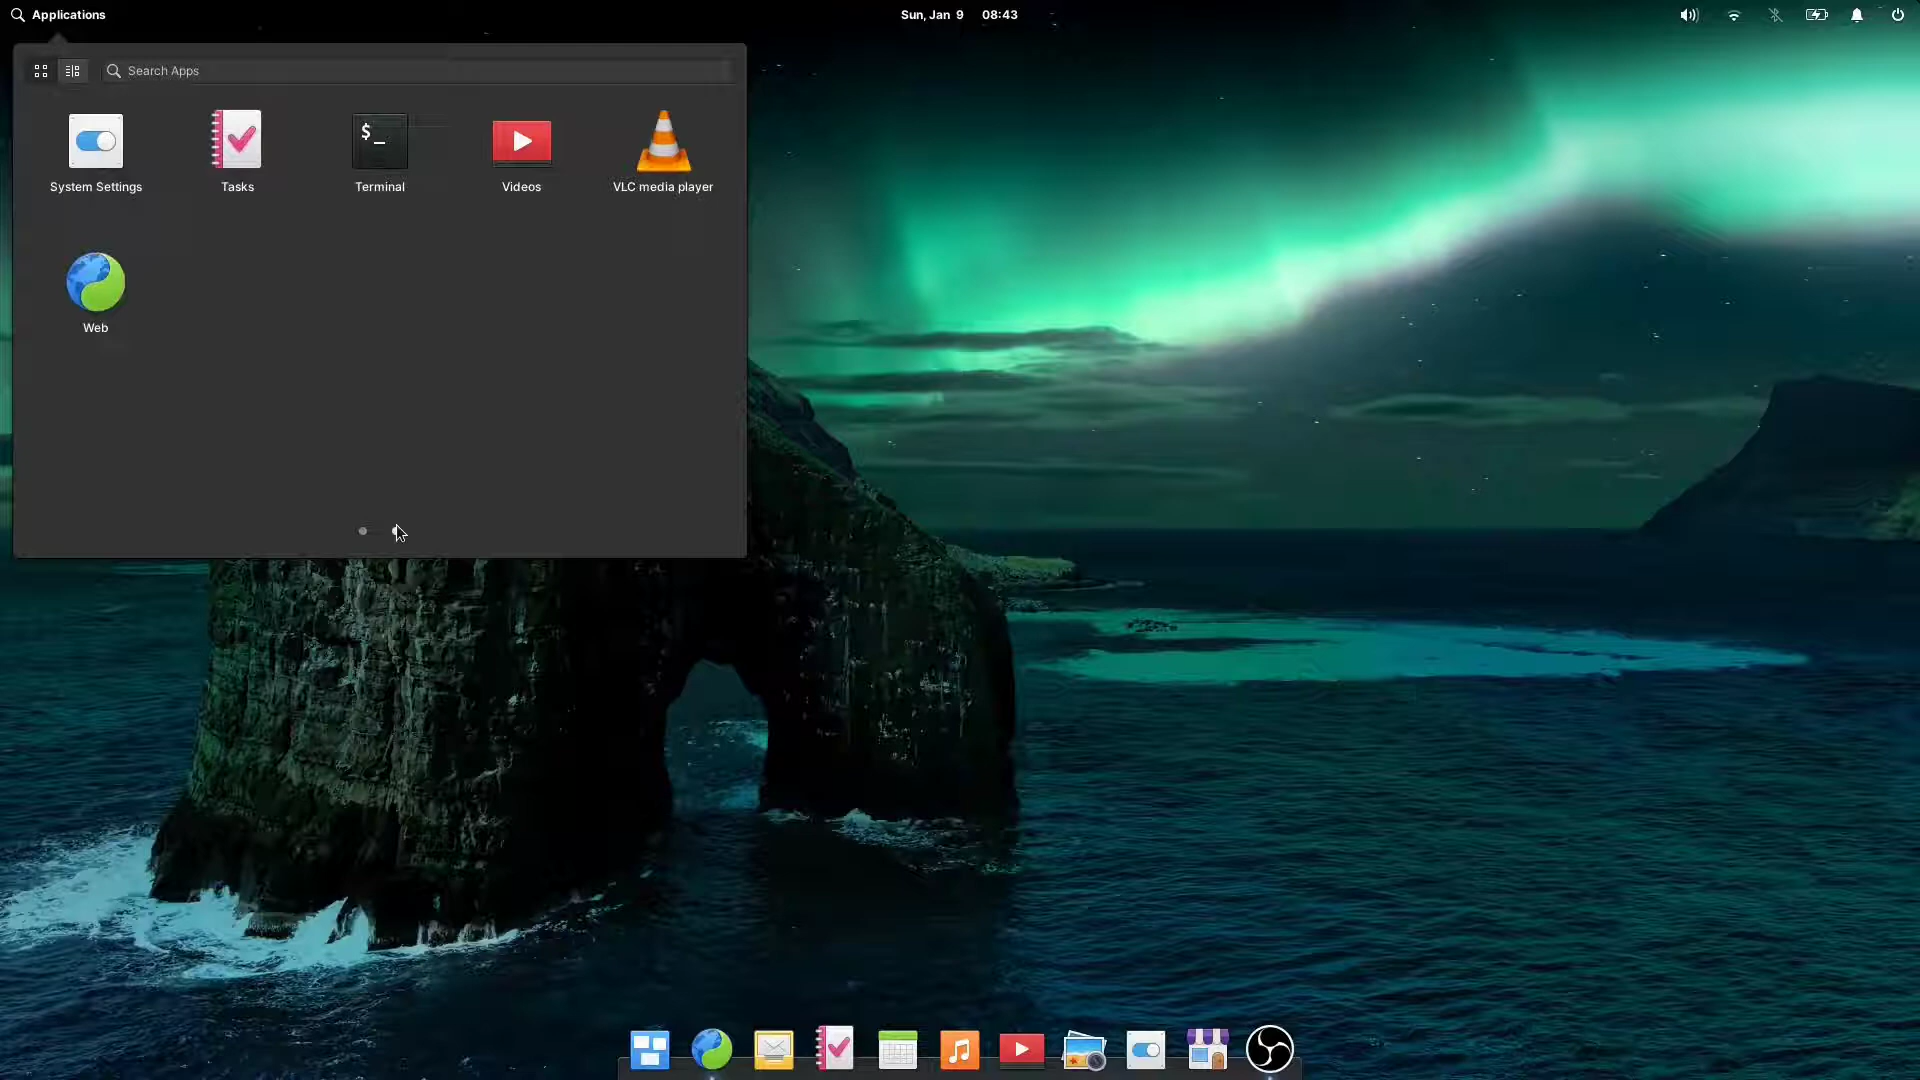 Applications
Sun, Jan 9 08:43
Search Apps
$_
System Settings
Tasks
Terminal
Videos
VLC media player
Web